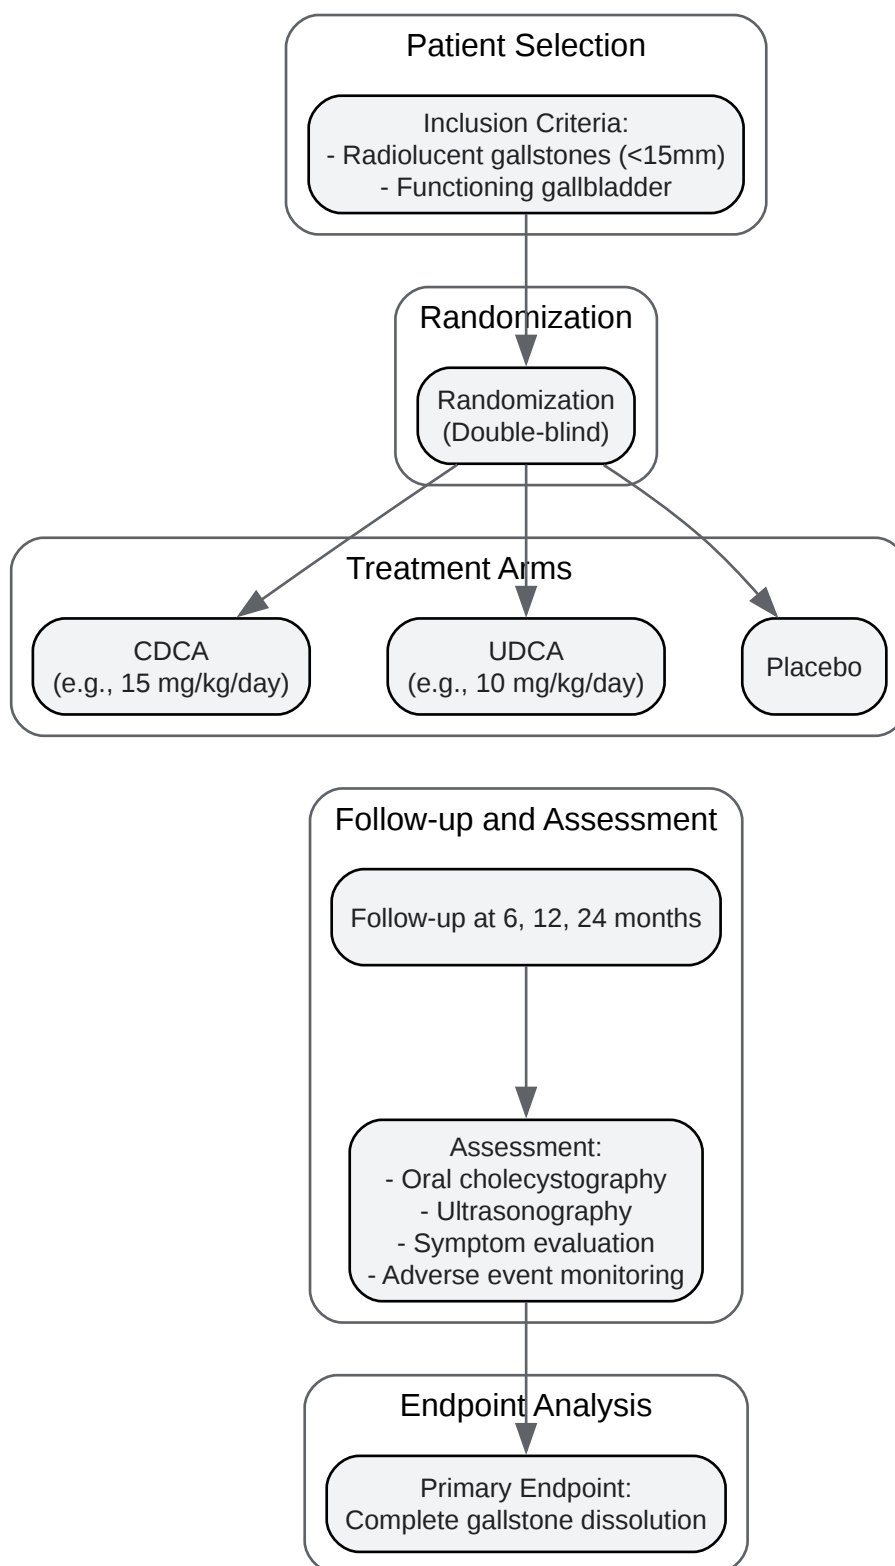 Patient Selection
Inclusion Criteria:
- Radiolucent gallstones (<15mm)
- Functioning gallbladder
Randomization
Randomization
(Double-blind)
Treatment Arms
CDCA
(e.g., 15 mg/kg/day)
UDCA
(e.g., 10 mg/kg/day)
Placebo
Follow-up and Assessment
Follow-up at 6, 12, 24 months
Assessment:
- Oral cholecystography
- Ultrasonography
- Symptom evaluation
- Adverse event monitoring
Endpoint Analysis
Primary Endpoint:
Complete gallstone dissolution